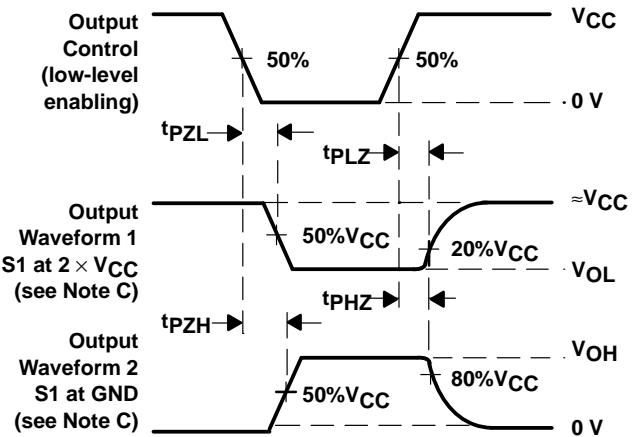 Output
Control
(low-level
enabling)
50%
50%
VCC
0 V
tPZL
tPLZ
Output
Waveform 1
S1 at 2 × VCC
(see Note C)
50%VCC
20%VCC
≈VCC
VOL
tPZH
tPHZ
Output
Waveform 2
S1 at GND
(see Note C)
50%VCC
80%VCC
VOH
0 V